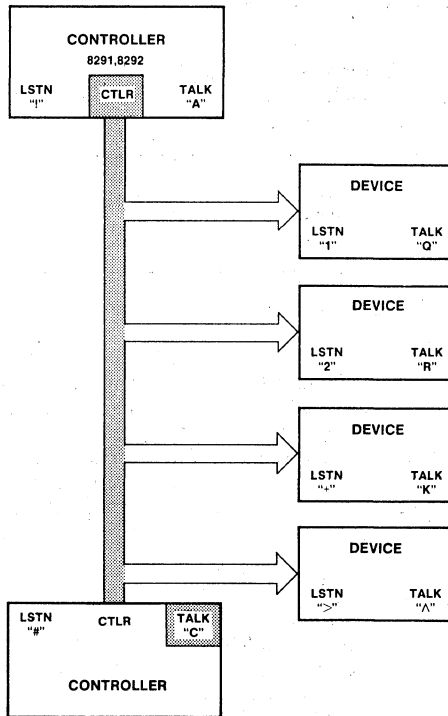 CONTROLLER
8291,8292
LSTN CTLR TALK
"!" "A"
DEVICE
LSTN TALK
"1" "Q"
DEVICE
LSTN TALK
"2" "R"
DEVICE
LSTN TALK
"+" "K"
DEVICE
LSTN TALK
">" "^"
LSTN CTLR TALK
"#" "C"
CONTROLLER